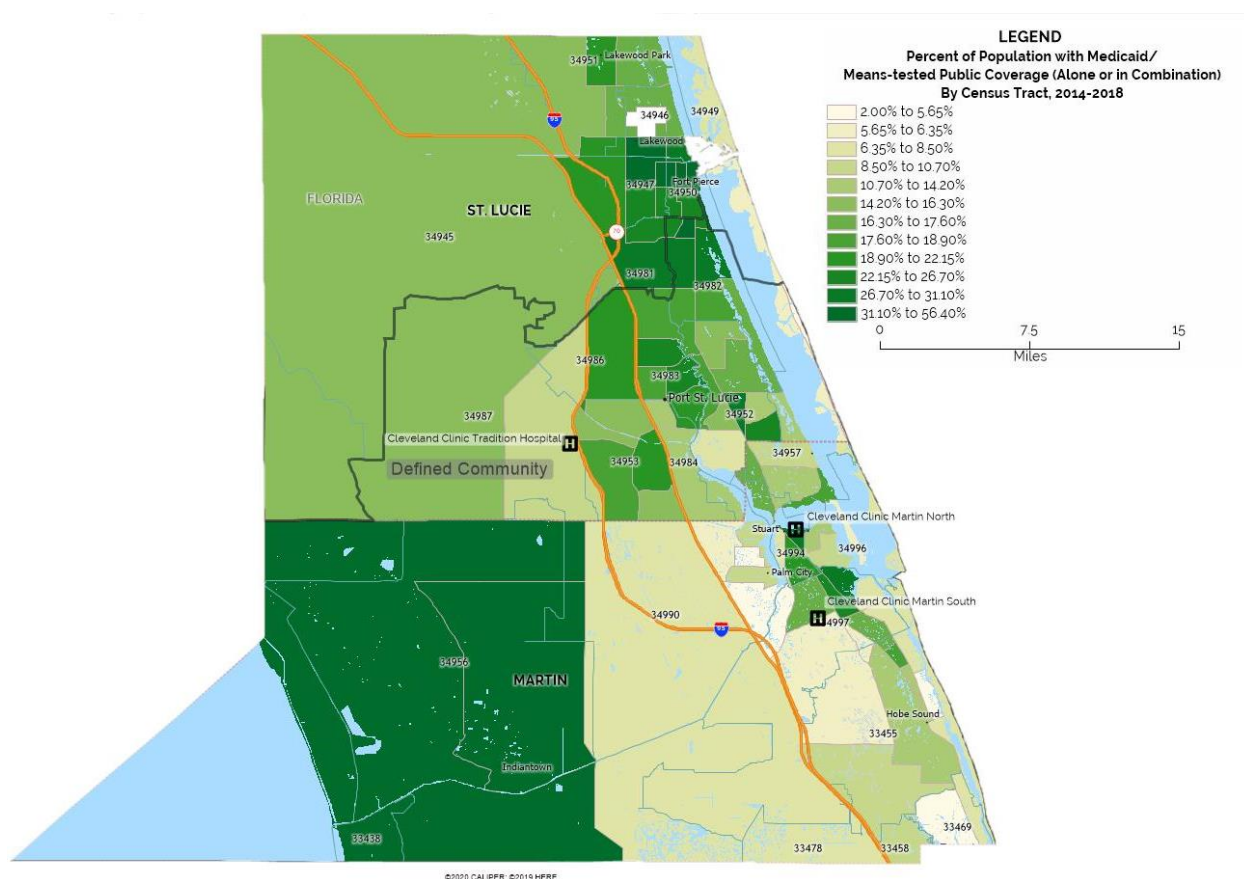 LEGEND
Percent of Population with Medicaid/
Means-tested Public Coverage (Alone or in Combination)
By Census Tract, 2014-2018
2.00% to 5.65%
5.65% to 6.35%
6.35% to 8.50%
8.50% to 10.70%
10.70% to 14.20%
14.20% to 16.30%
16.30% to 17.60%
17.60% to 18.90%
18.90% to 22.15%
22.15% to 26.70%
26.70% to 31.10%
31.10% to 56.40%
0 7.5 15
Miles
34951
Lakewood Park
34949
34946
95
Lakewood
34947
Fort Pierce
34950
FLORIDA
ST. LUCIE
34945
70
34981
34982
34986
34983
Port St. Lucie
34987
34952
Cleveland Clinic Tradition Hospital
H
34957
34953
34984
Defined Community
Cleveland Clinic Martin North
H
Stuart
34994
34996
Palm City
Cleveland Clinic Martin South
H
34990
95
4997
34956
MARTIN
Hobe Sound
33455
Indiantown
33469
33438
33478
33458
©2020 CALIPER; ©2019 HERE